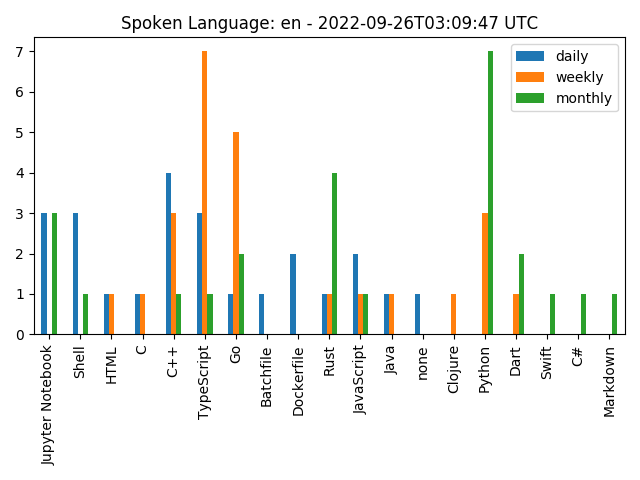 Spoken Language: en - 2022-09-26T03:09:47 UTC
daily
weekly
monthly
7
6
5
4
3
2
1
0
Jupyter Notebook
Shell
HTML
C
C++
TypeScript
Go
Batchfile
Dockerfile
Rust
JavaScript
Java
none
Clojure
Python
Dart
Swift
C#
Markdown